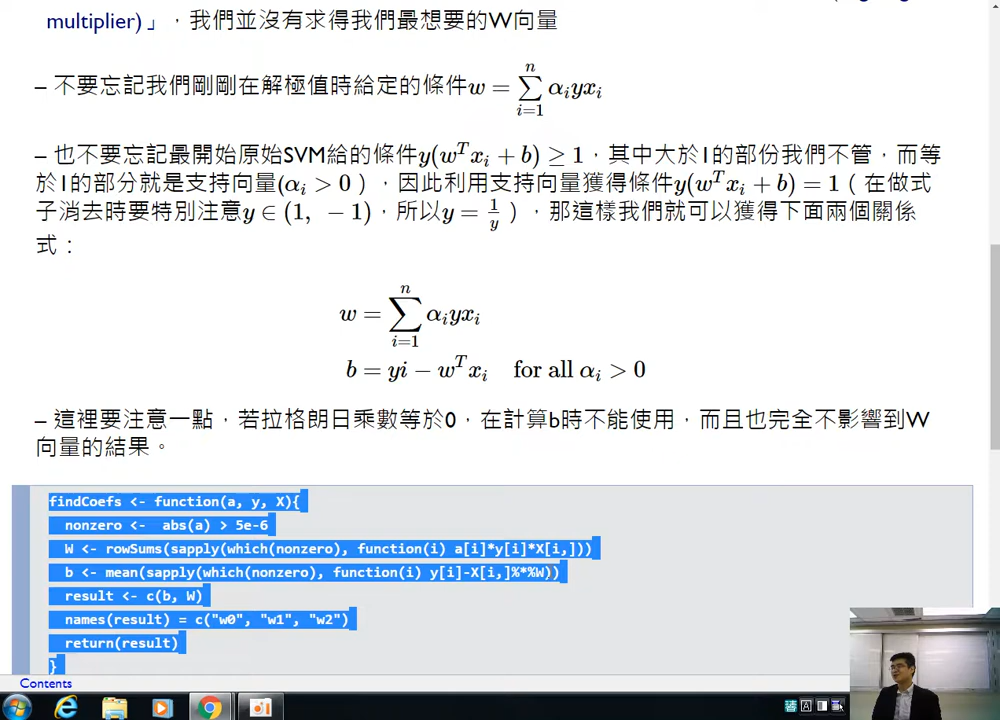 multiplier)」，我們並沒有求得我們最想要的W向量
– 不要忘記我們剛剛在解極值時給定的條件w = ∑_{i=1}^{n} α_i y x_i
– 也不要忘記最開始原始SVM給的條件y(w^T x_i + b) ≥ 1，其中大於1的部份我們不管，而等
於1的部分就是支持向量(α_i > 0），因此利用支持向量獲得條件y(w^T x_i + b) = 1（在做式
子消去時要特別注意y ∈ (1, −1)，所以y = 1/y），那這樣我們就可以獲得下面兩個關係
式：
w = ∑_{i=1}^{n} α_i y x_i
b = yi − w^T x_i for all α_i > 0
– 這裡要注意一點，若拉格朗日乘數等於0，在計算b時不能使用，而且也完全不影響到W
向量的結果。
findCoefs <- function(a, y, X){
nonzero <-  abs(a) > 5e-6
W <- rowSums(sapply(which(nonzero), function(i) a[i]*y[i]*X[i,]))
b <- mean(sapply(which(nonzero), function(i) y[i]-X[i,]%*%W))
result <- c(b, W)
names(result) = c("w0", "w1", "w2")
return(result)
}
Contents